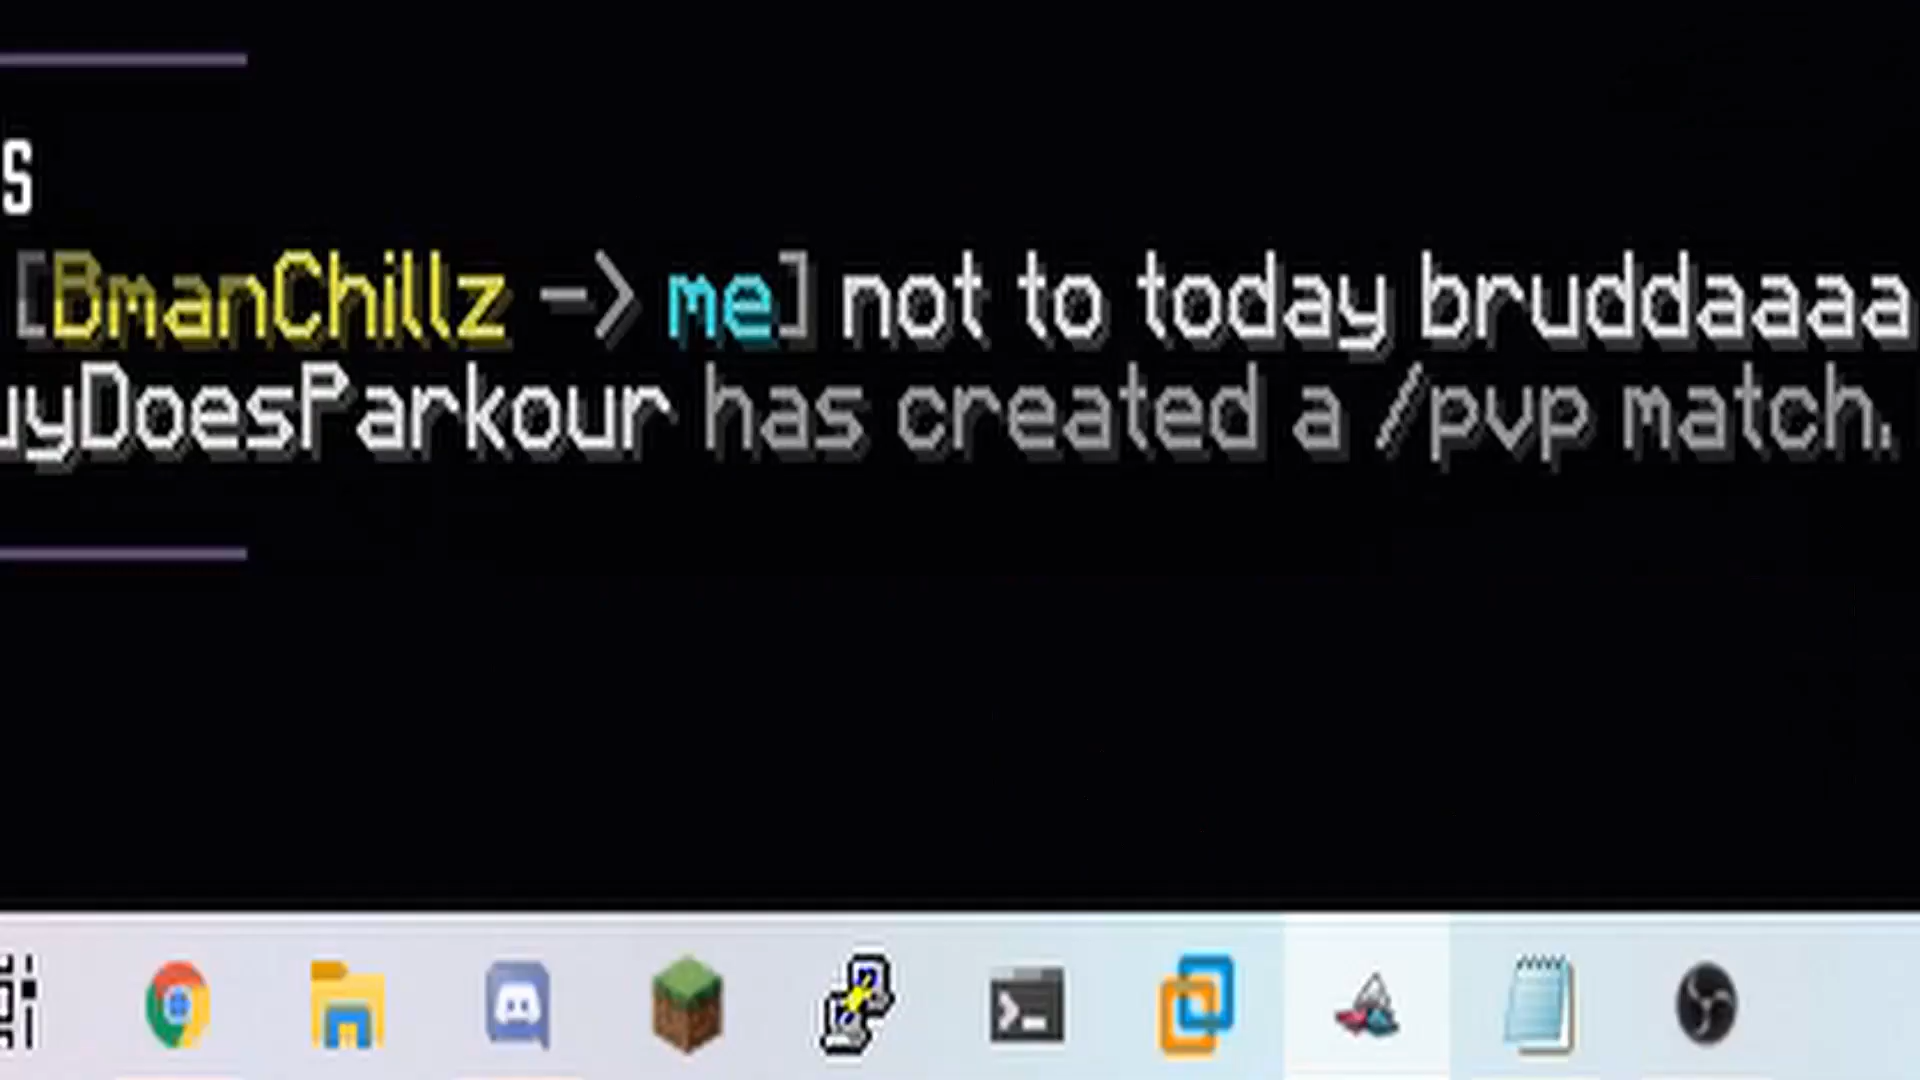 s
[BmanChillz -> me] not to today bruddaaaa
uyDoesParkour has created a /pvp match.